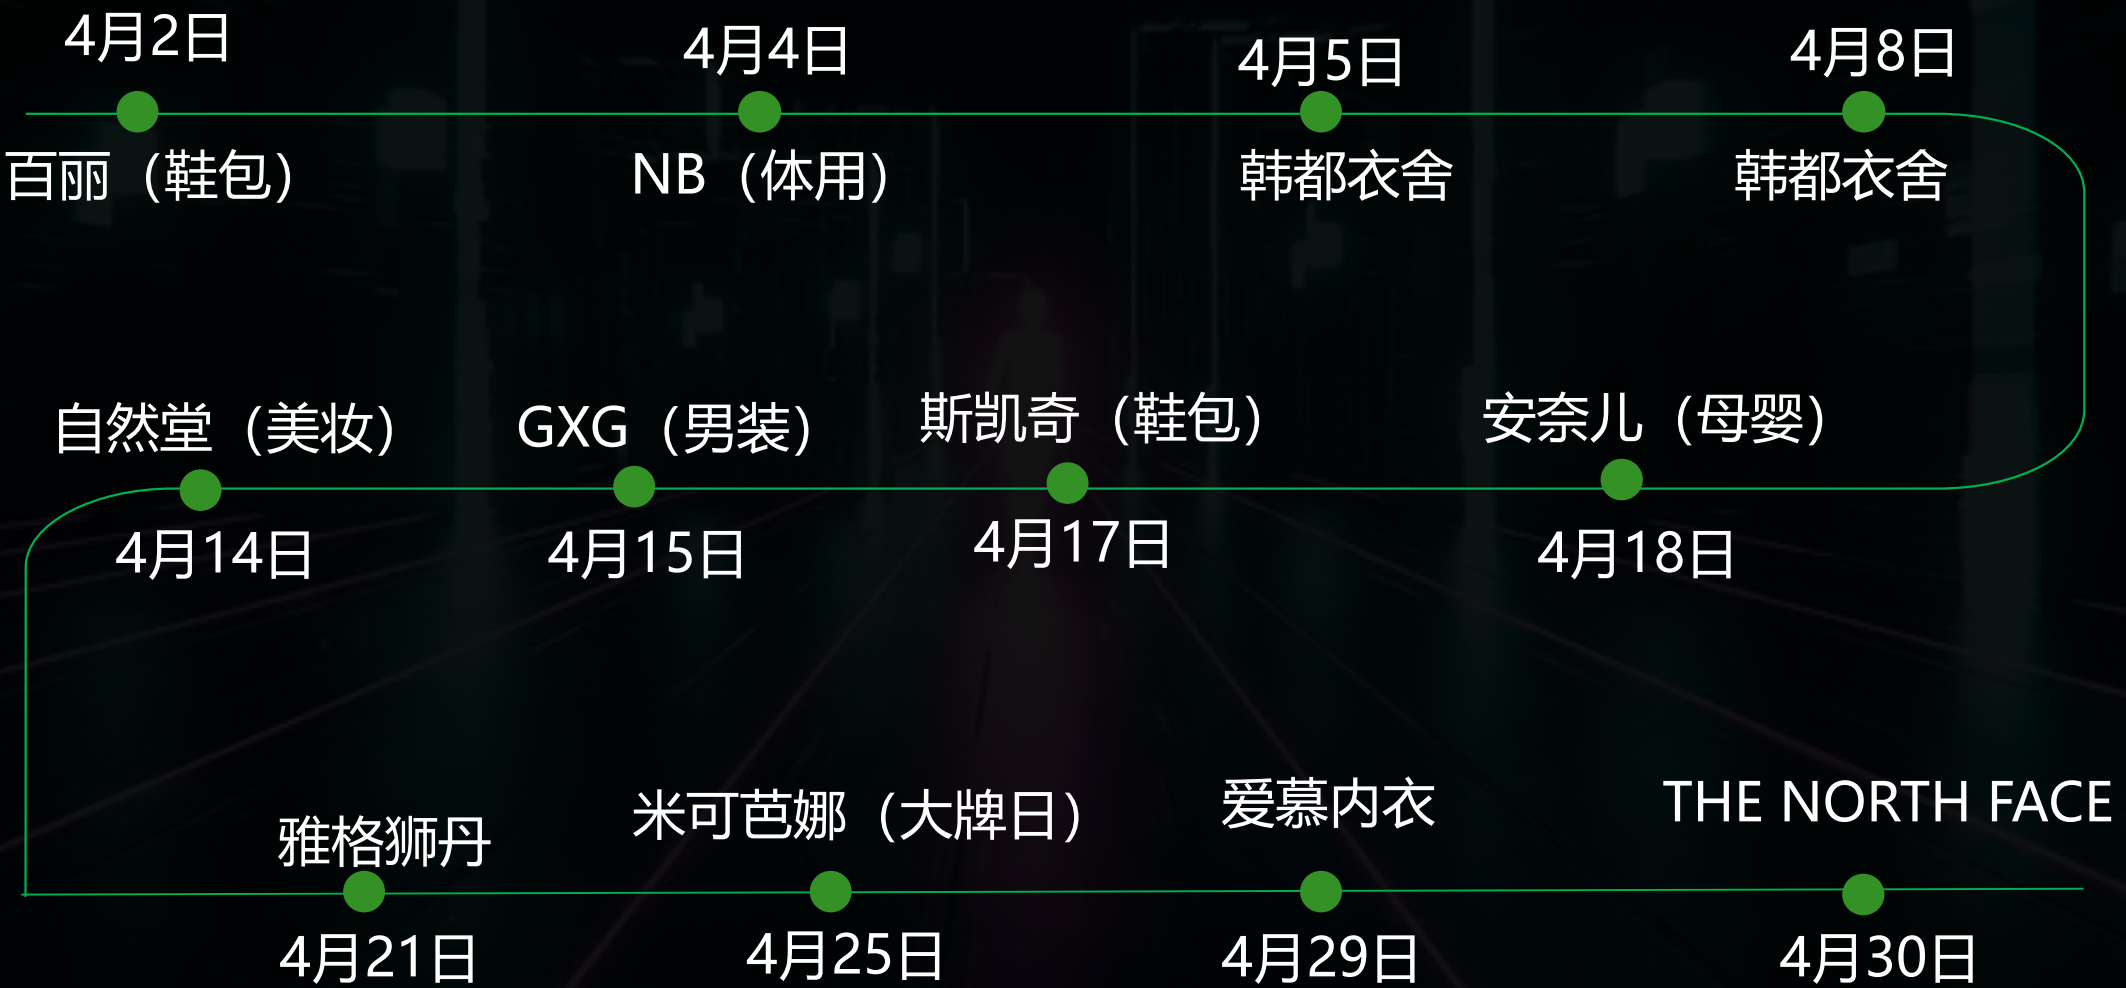 4月2日
4月4日
4月5日
4月8日
百丽（鞋包）
NB（体用）
韩都衣舍
韩都衣舍
自然堂（美妆）
GXG（男装）
斯凯奇（鞋包）
安奈儿（母婴）
4月14日
4月15日
4月17日
4月18日
雅格狮丹
米可芭娜（大牌日）
爱慕内衣
THE NORTH FACE
4月21日
4月25日
4月29日
4月30日